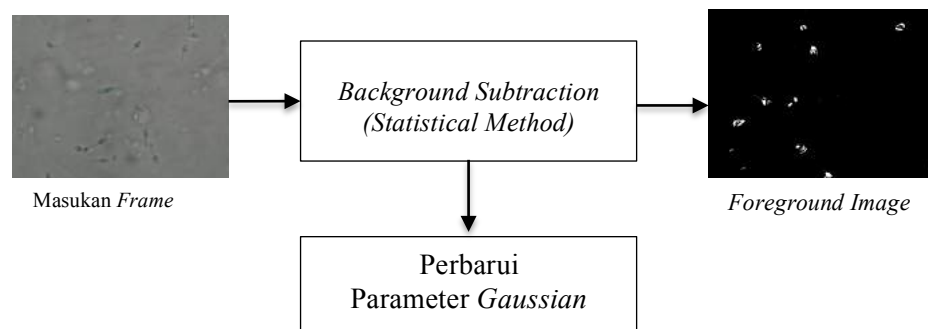 Background Subtraction
(Statistical Method)
Masukan Frame
Foreground Image
Perbarui
Parameter Gaussian